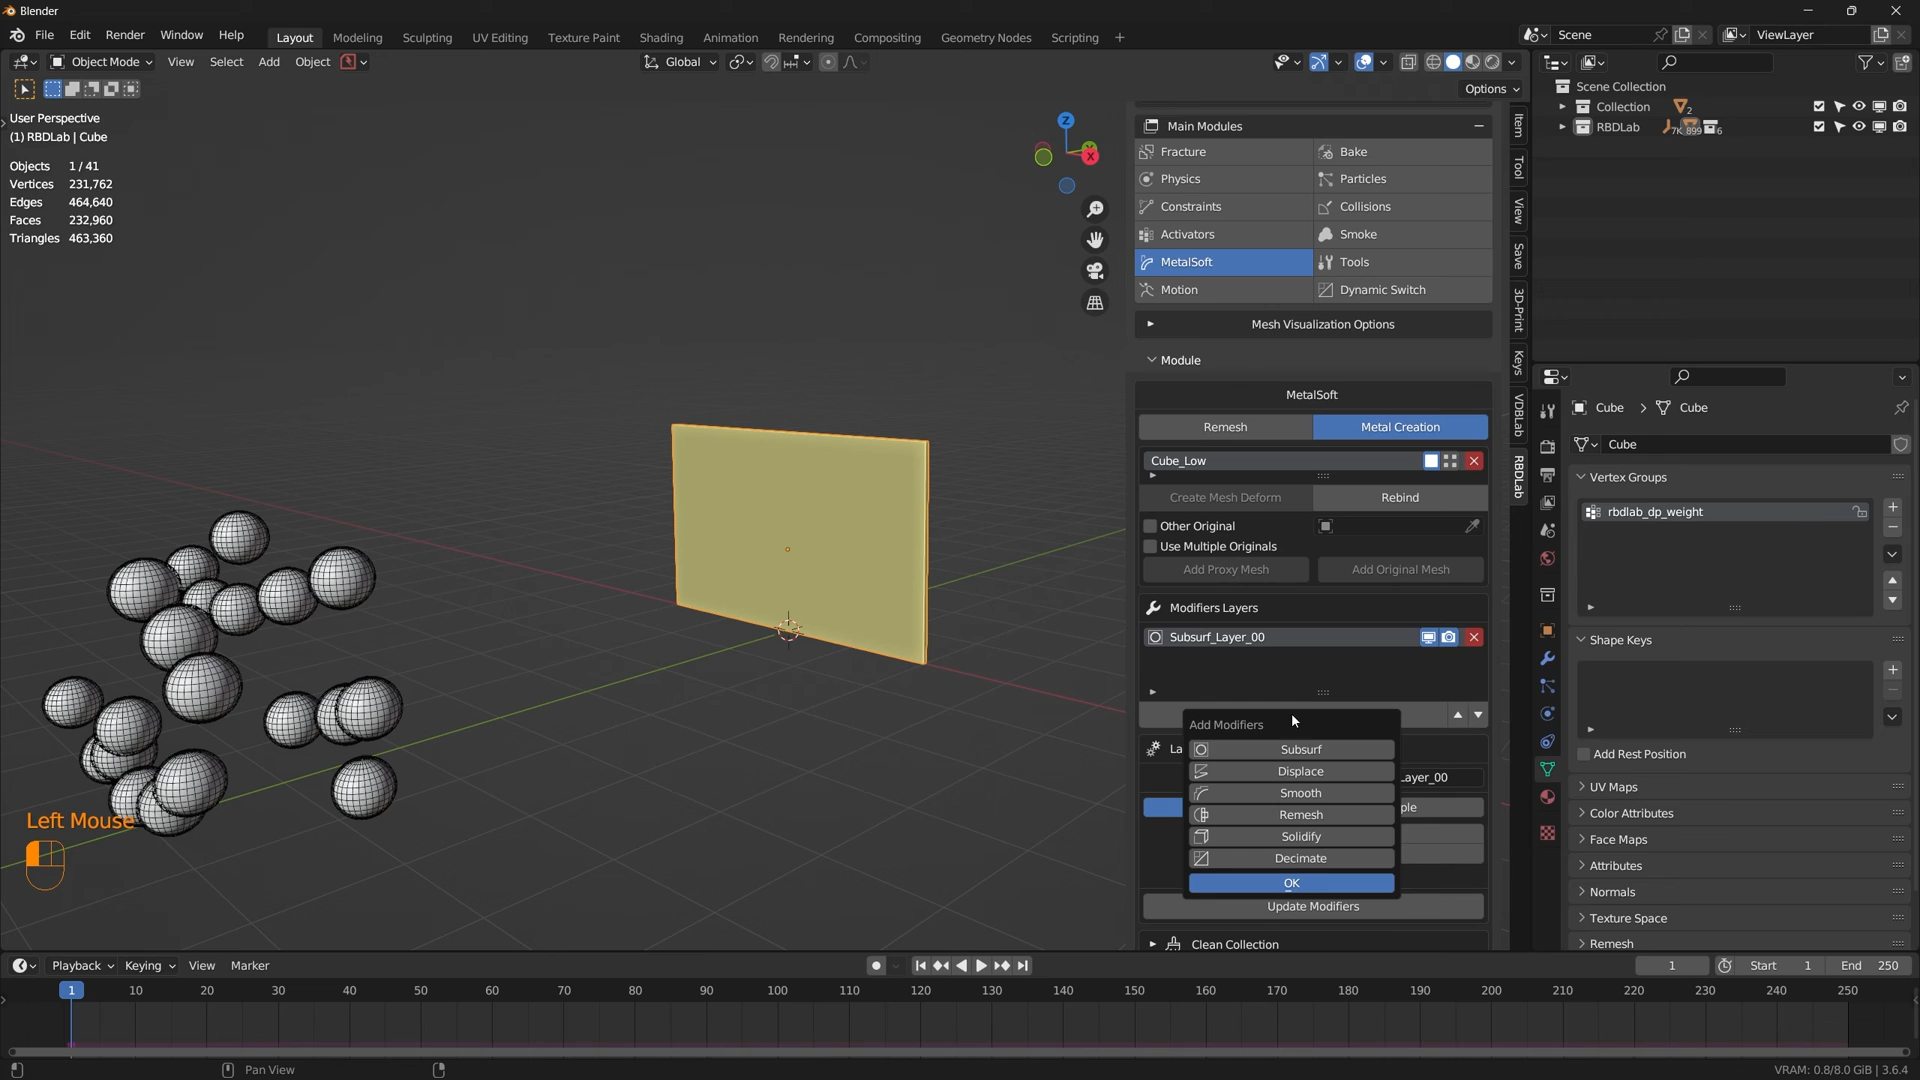 Blender
File Edit Render Window Help Layout Modeling Sculpting UV Editing Texture Paint Shading Animation Rendering Compositing Geometry Nodes Scripting + Scene ViewLayer
Object Mode View Select Add Object Global
Options
User Perspective
(1) RBDLab | Cube
Objects 1 / 41
Vertices 231,762
Edges 464,640
Faces 232,960
Triangles 463,360
Z
X
Left Mouse
Main Modules
Fracture Bake
Physics Particles
Constraints Collisions
Activators Smoke
MetalSoft Tools
Motion Dynamic Switch
Mesh Visualization Options
Module
MetalSoft
Remesh Metal Creation
Cube_Low
Create Mesh Deform Rebind
Other Original
Use Multiple Originals
Add Proxy Mesh Add Original Mesh
Modifiers Layers
Subsurf_Layer_00
Add Modifiers
La
Subsurf
Displace
ayer_00
Smooth
ple
Remesh
Solidify
Decimate
OK
Update Modifiers
Clean Collection
Item
Tool
View
Save
3D-Print
Keys
VDBLab
RBDLab
Scene Collection
Collection 2
RBDLab 7K 899 6
Cube > Cube
Cube
Vertex Groups
rbdlab_dp_weight
Shape Keys
Add Rest Position
UV Maps
Color Attributes
Face Maps
Attributes
Normals
Texture Space
Remesh
Playback Keying View Marker 1 Start 1 End 250
1 10 20 30 40 50 60 70 80 90 100 110 120 130 140 150 160 170 180 190 200 210 220 230 240 250
Pan View VRAM: 0.8/8.0 GiB | 3.6.4